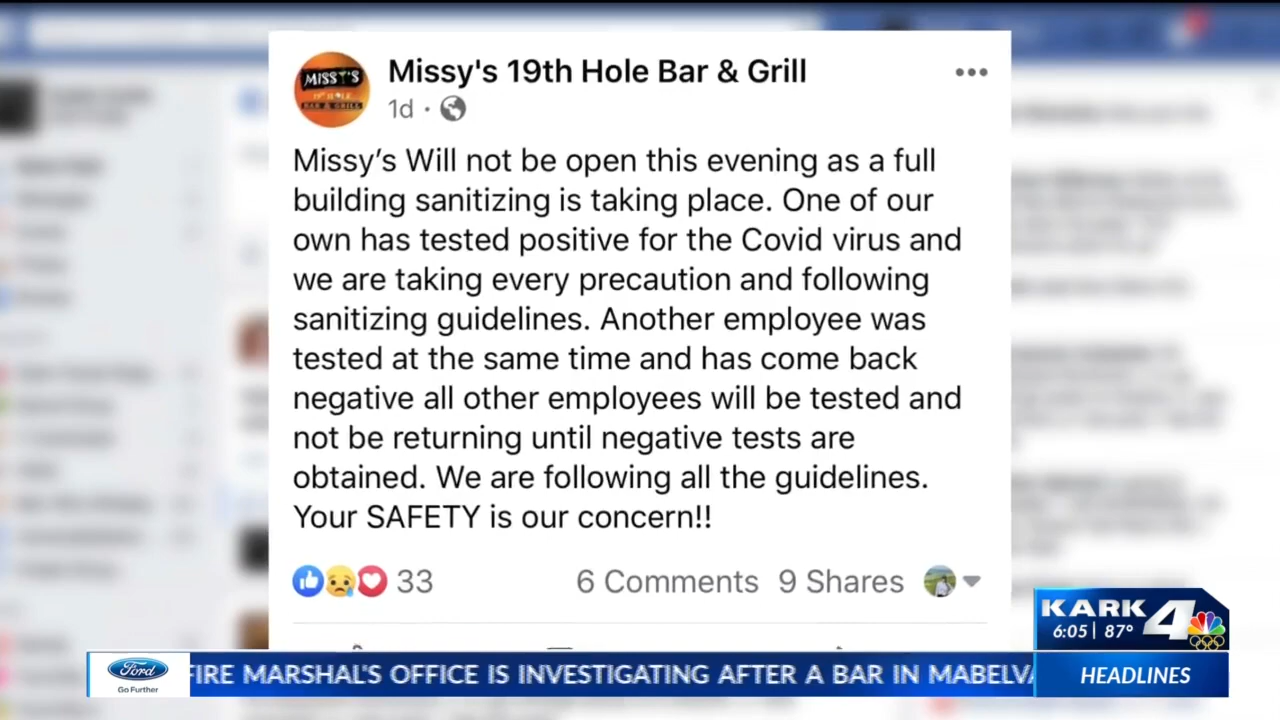 Missy's 19th Hole Bar & Grill
1d ·
MISSY'S
BAR & GRILL
Missy's Will not be open this evening as a full
building sanitizing is taking place. One of our
own has tested positive for the Covid virus and
we are taking every precaution and following
sanitizing guidelines. Another employee was
tested at the same time and has come back
negative all other employees will be tested and
not be returning until negative tests are
obtained. We are following all the guidelines.
Your SAFETY is our concern!!
33
6 Comments 9 Shares
KARK 4
6:05 | 87°
Ford
Go Further
FIRE MARSHAL'S OFFICE IS INVESTIGATING AFTER A BAR IN MABELVA
HEADLINES